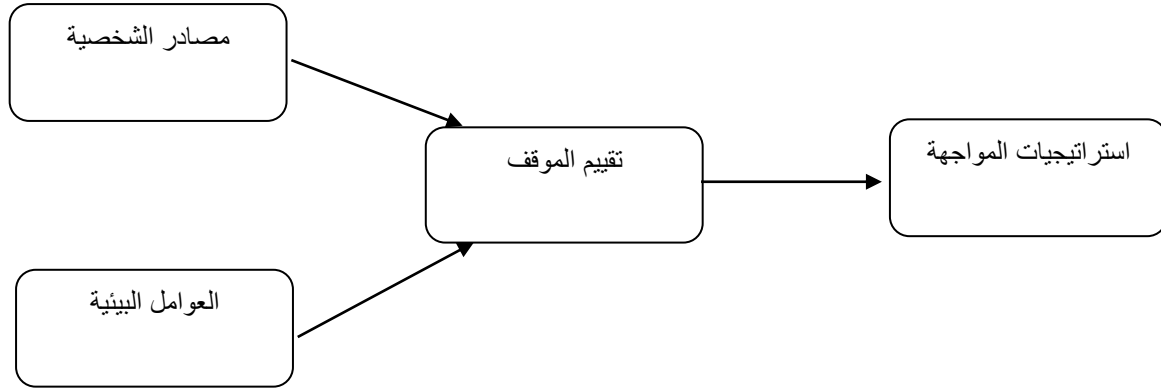 مصادر الشخصية
تقييم الموقف
استراتيجيات المواجهة
العوامل البيئية